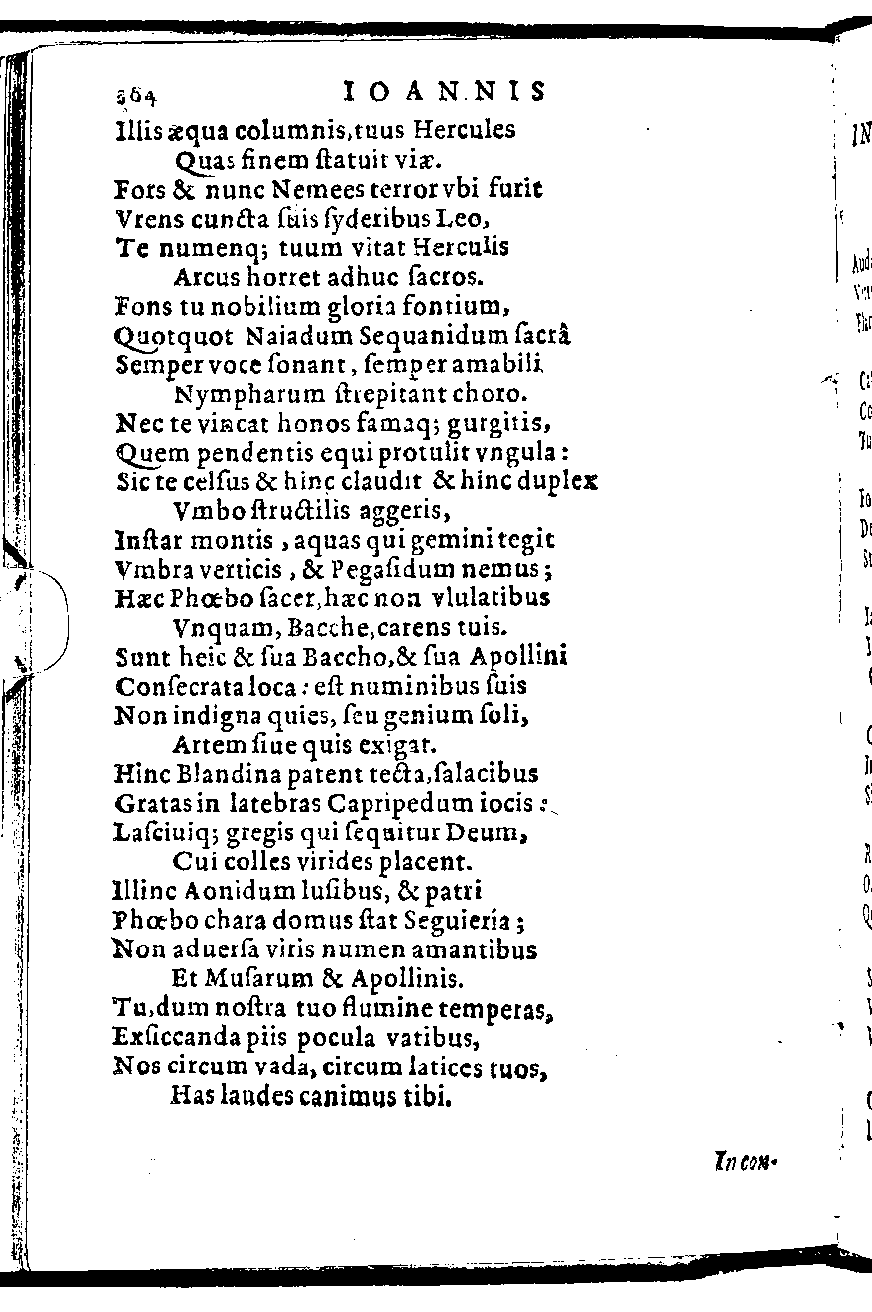 364 IOANNIS
Illis æqua columnis, tuus Hercules
Quas finem ſtatuit viæ.
Fors & nunc Nemees terror vbi furit
Vrens cuncta ſuis ſyderibus Leo,
Te numenq; tuum vitat Herculis
Arcus horret adhuc ſacros.
Fons tu nobilium gloria fontium,
Quotquot Naiadum Sequanidum ſacrâ
Semper voce ſonant, ſemper amabili
Nympharum ſtrepitant choro.
Nec te vincat honos famaq; gurgitis,
Quem pendentis equi protulit vngula:
Sic te celſus & hinc claudit & hinc duplex
Vmbo ſtructilis aggeris,
Inſtar montis, aquas qui gemini tegit
Vmbra verticis, & Pegaſidum nemus;
Hæc Phœbo ſacer, hæc non vlulatibus
Vnquam, Bacche, carens tuis.
Sunt heic & ſua Baccho, & ſua Apollini
Conſecrata loca: eſt numinibus ſuis
Non indigna quies, ſeu genium ſoli,
Artem ſiue quis exigat.
Hinc Blandina patent tecta, ſalacibus
Gratas in latebras Capripedum iocis:
Laſciuiq; gregis qui ſequitur Deum,
Cui colles virides placent.
Illinc Aonidum luſibus, & patri
Phœbo chara domus ſtat Seguieria;
Non aduerſa viris numen amantibus
Et Muſarum & Apollinis.
Tu, dum noſtra tuo flumine temperas,
Exſiccanda piis pocula vatibus,
Nos circum vada, circum latices tuos,
Has laudes canimus tibi.
In con-